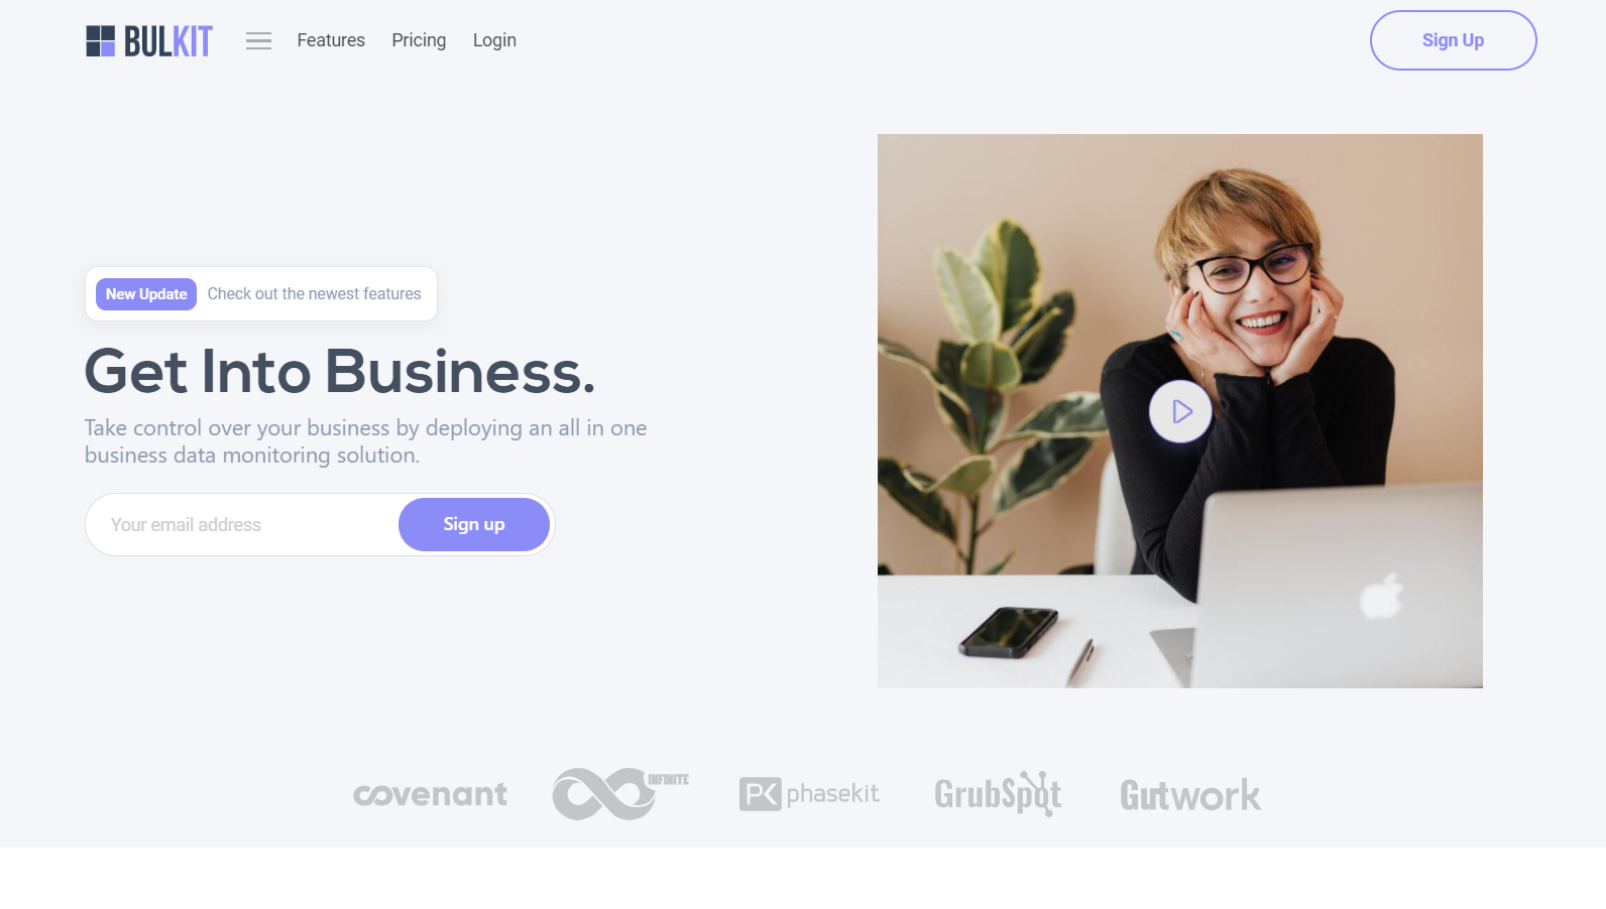 BULKIT
Features
Pricing
Login
Sign Up
New Update Check out the newest features
Get Into Business.
Take control over your business by deploying an all in one
business data monitoring solution.
Your email address
Sign up
covenant
INFINITE
PK phasekit
GrubSpot
Gutwork